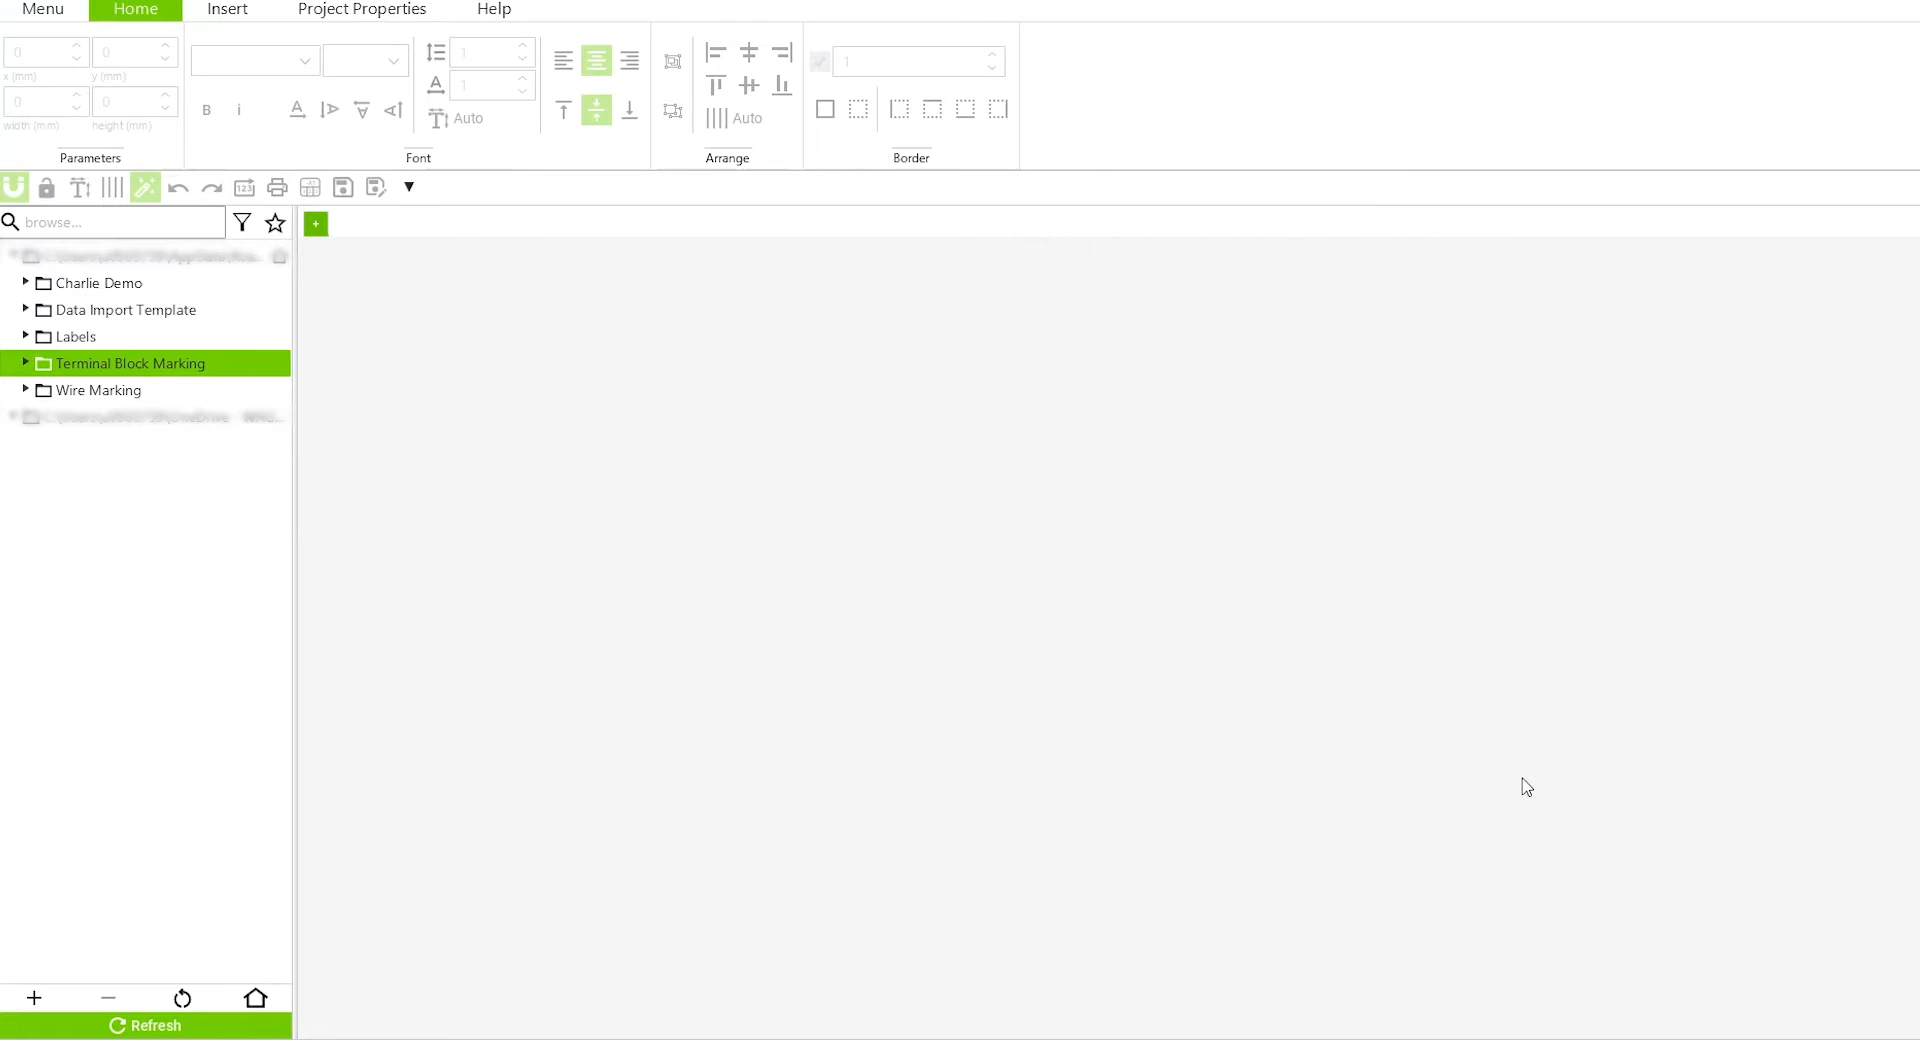 Menu Home Insert Project Properties Help
0 0
x (mm) y (mm)
0 0
width (mm) height (mm)
Parameters
1
1
B i A A A A A
Auto
Font
Auto
Arrange
1
Border
123
browse...
+
Charlie Demo
Data Import Template
Labels
Terminal Block Marking
Wire Marking
Refresh